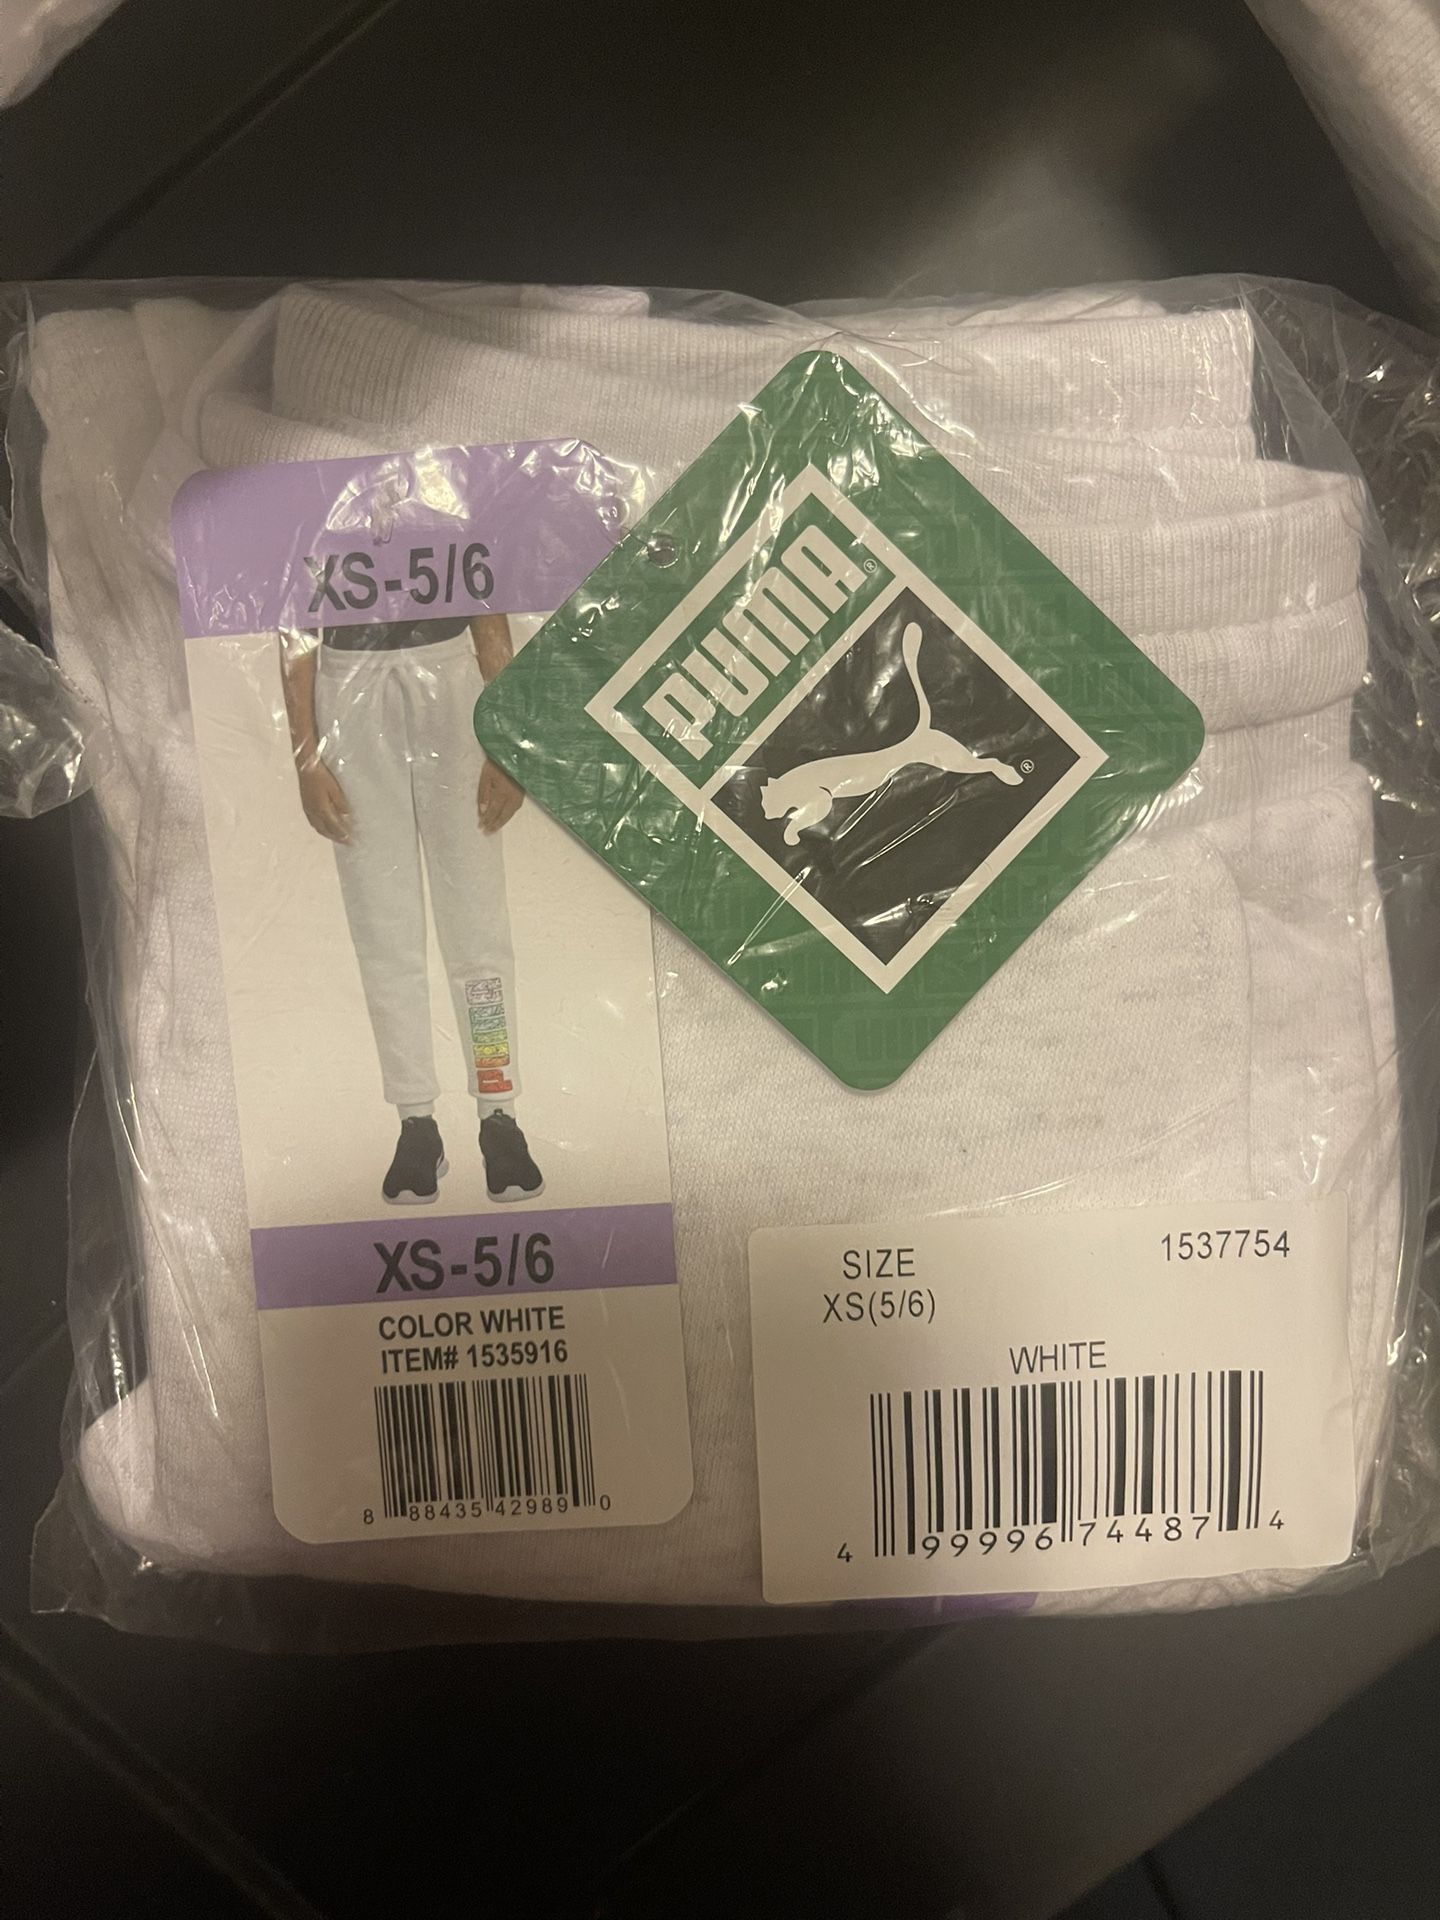 XS-5/6
PUMA®
®
PUMA
XS-5/6
COLOR WHITE
ITEM# 1535916
8 88435 42989 0
SIZE
XS(5/6)
1537754
WHITE
4 99996 74487 4